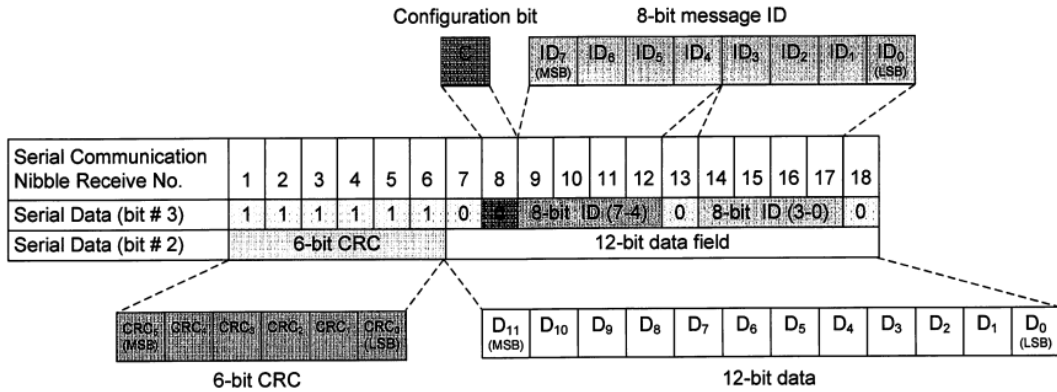 Configuration bit 8-bit message ID
C ID7 ID6 ID5 ID4 ID3 ID2 ID1 ID0
(MSB) (LSB)
Serial Communication
Nibble Receive No. 1 2 3 4 5 6 7 8 9 10 11 12 13 14 15 16 17 18
Serial Data (bit # 3) 1 1 1 1 1 1 0 8-bit ID (7-4) 0 8-bit ID (3-0) 0
Serial Data (bit # 2) 6-bit CRC 12-bit data field
CRC5 CRC4 CRC3 CRC2 CRC1 CRC0 D11 D10 D9 D8 D7 D6 D5 D4 D3 D2 D1 D0
(MSB) (LSB) (MSB) (LSB)
6-bit CRC 12-bit data